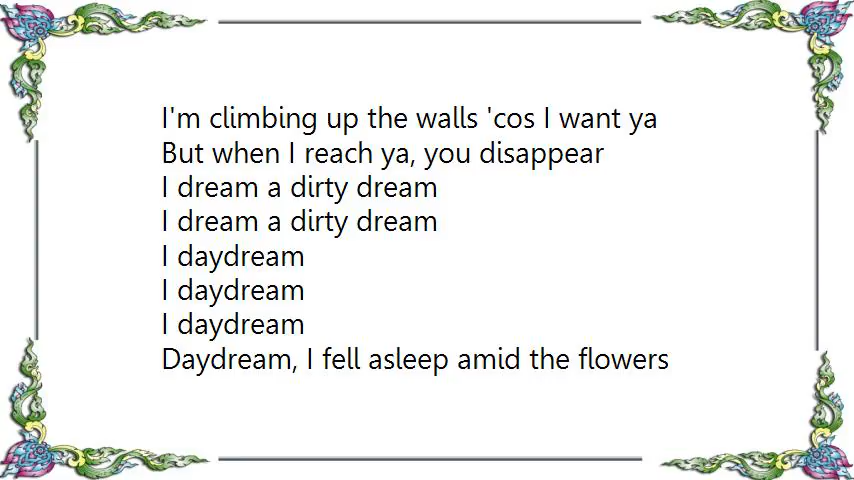 I'm climbing up the walls 'cos I want ya
But when I reach ya, you disappear
I dream a dirty dream
I dream a dirty dream
I daydream
I daydream
I daydream
Daydream, I fell asleep amid the flowers